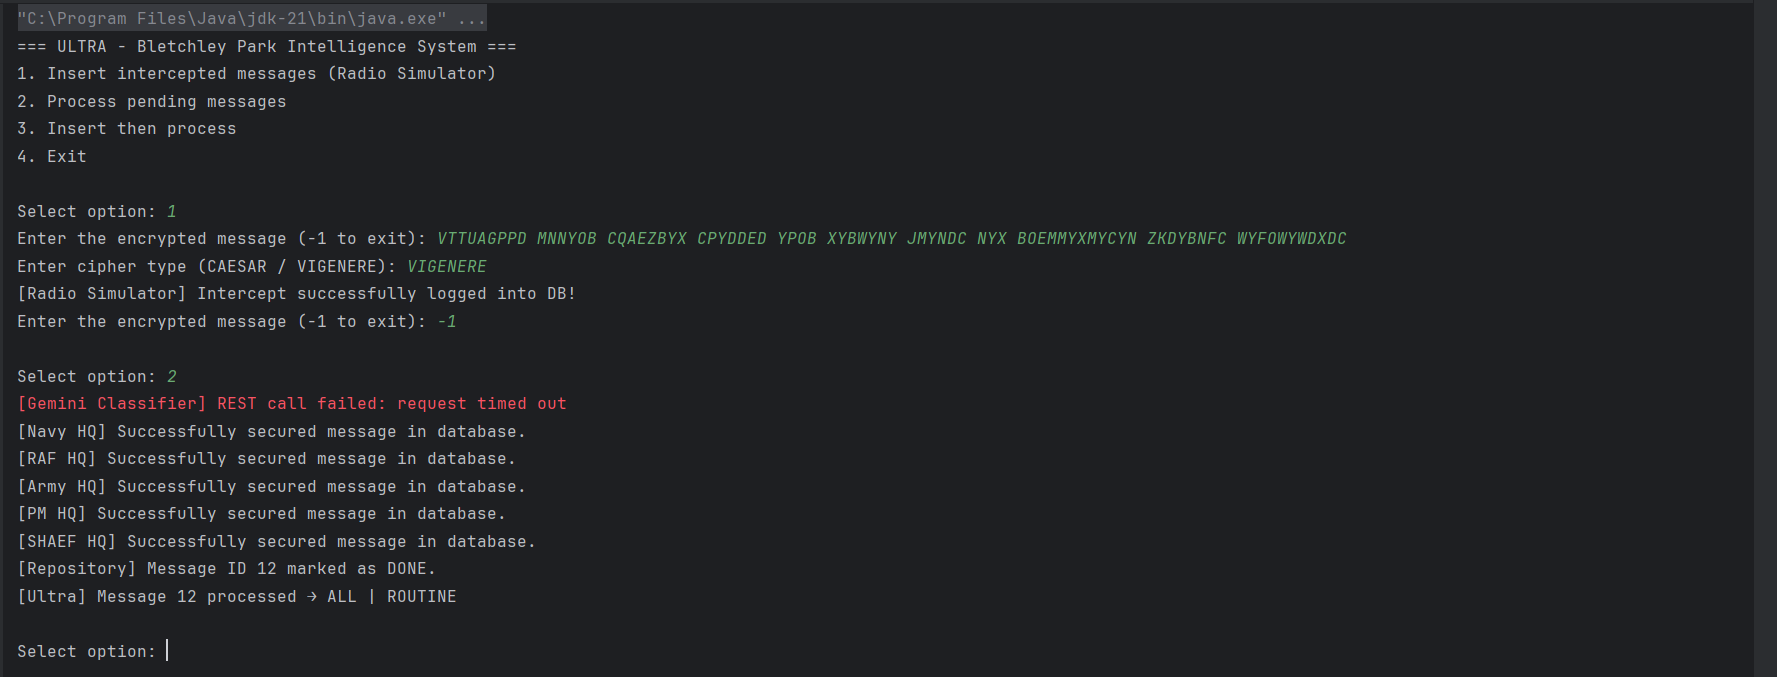 "C:\Program Files\Java\jdk-21\bin\java.exe" ...
=== ULTRA - Bletchley Park Intelligence System ===
1. Insert intercepted messages (Radio Simulator)
2. Process pending messages
3. Insert then process
4. Exit
Select option: 1
Enter the encrypted message (-1 to exit): VTTUAGPPD MNNYOB CQAEZBYX CPYDDED YPOB XYBWYNY JMYNDC NYX BOEMMYXMYCYN ZKDYBNFC WYFOWYWDXDC
Enter cipher type (CAESAR / VIGENERE): VIGENERE
[Radio Simulator] Intercept successfully logged into DB!
Enter the encrypted message (-1 to exit): -1
Select option: 2
[Gemini Classifier] REST call failed: request timed out
[Navy HQ] Successfully secured message in database.
[RAF HQ] Successfully secured message in database.
[Army HQ] Successfully secured message in database.
[PM HQ] Successfully secured message in database.
[SHAEF HQ] Successfully secured message in database.
[Repository] Message ID 12 marked as DONE.
[Ultra] Message 12 processed → ALL | ROUTINE
Select option: